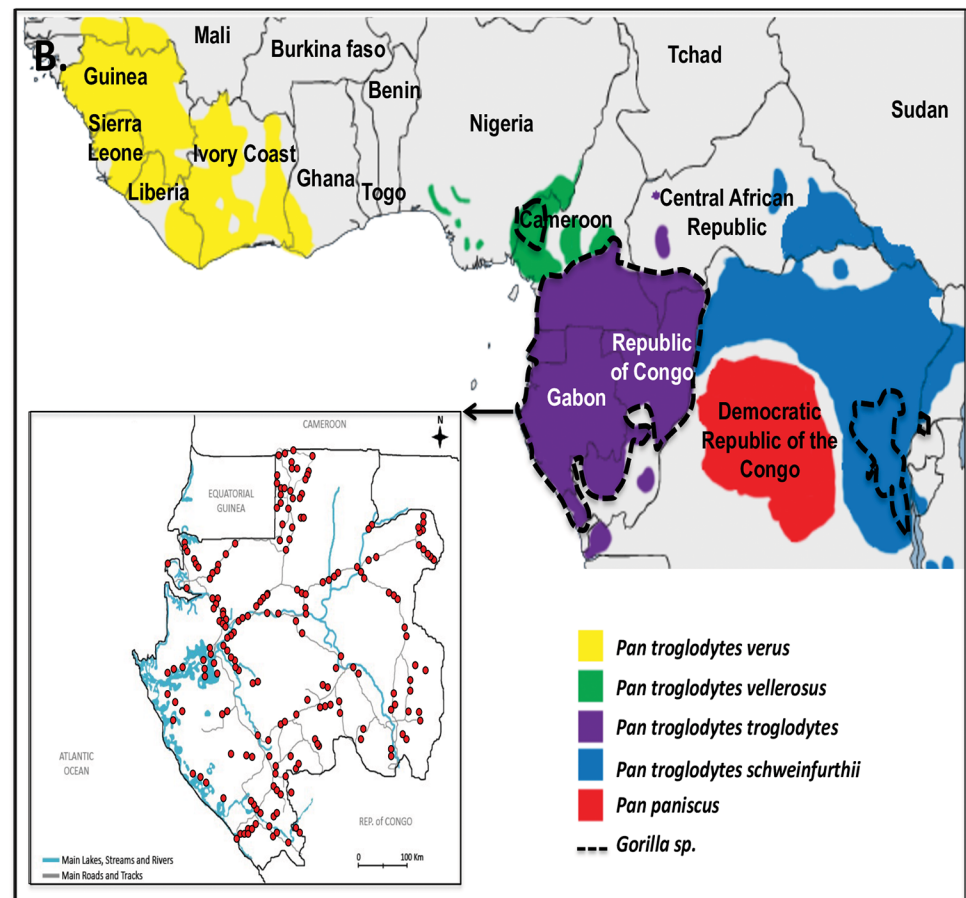 B.
Mali
Burkina faso
Tchad
Guinea
Benin
Sudan
Nigeria
Sierra
Leone
Ivory Coast
Ghana
Togo
Liberia
Cameroon
Central African
Republic
Republic
of Congo
Gabon
Democratic
Republic of the
Congo
CAMEROON
N
EQUATORIAL
GUINEA
ATLANTIC
OCEAN
REP. of CONGO
Main Lakes, Streams and Rivers
Main Roads and Tracks
0 100 Km
Pan troglodytes verus
Pan troglodytes vellerosus
Pan troglodytes troglodytes
Pan troglodytes schweinfurthii
Pan paniscus
Gorilla sp.